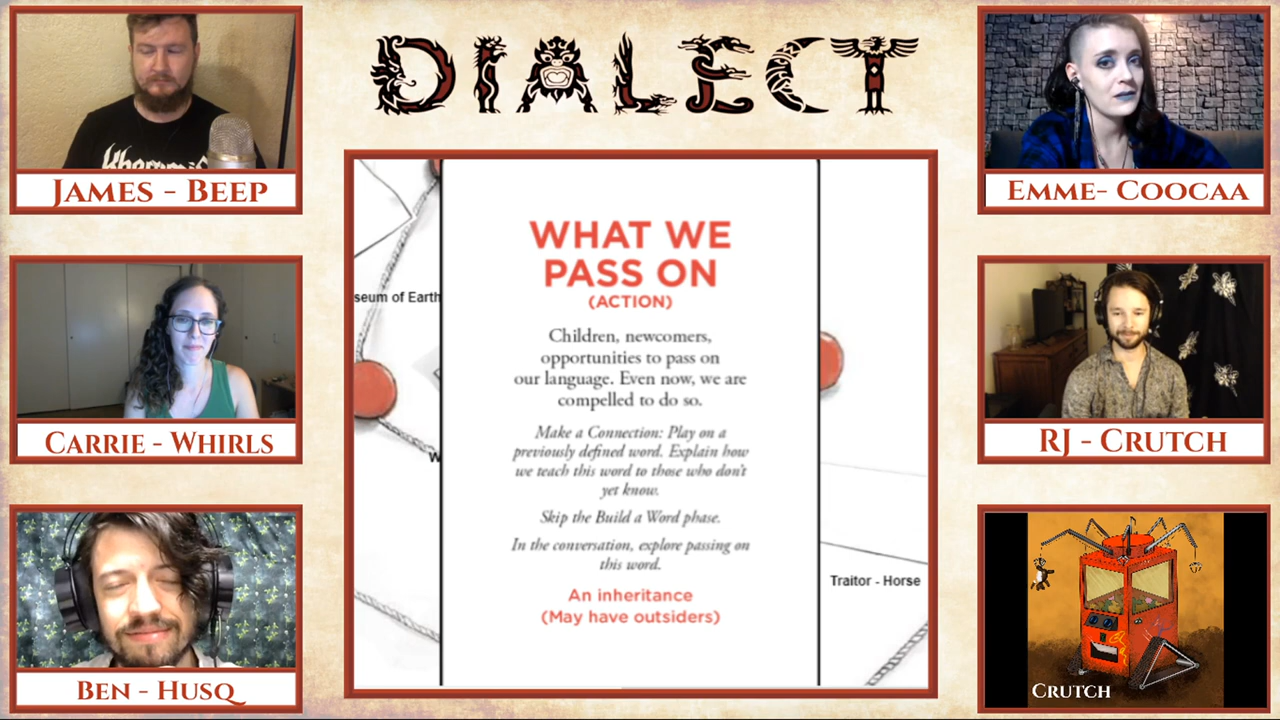 DIALECT
JAMES - BEEP
EMME- COOCAA
CARRIE - WHIRLS
RJ - CRUTCH
BEN - HUSQ
CRUTCH
WHAT WE
PASS ON
(ACTION)
Children, newcomers,
opportunities to pass on
our language. Even now, we are
compelled to do so.
Make a Connection: Play on a
previously defined word. Explain how
we teach this word to those who don't
yet know.
Skip the Build a Word phase.
In the conversation, explore passing on
this word.
An inheritance
(May have outsiders)
seum of Earth
W
Traitor - Horse